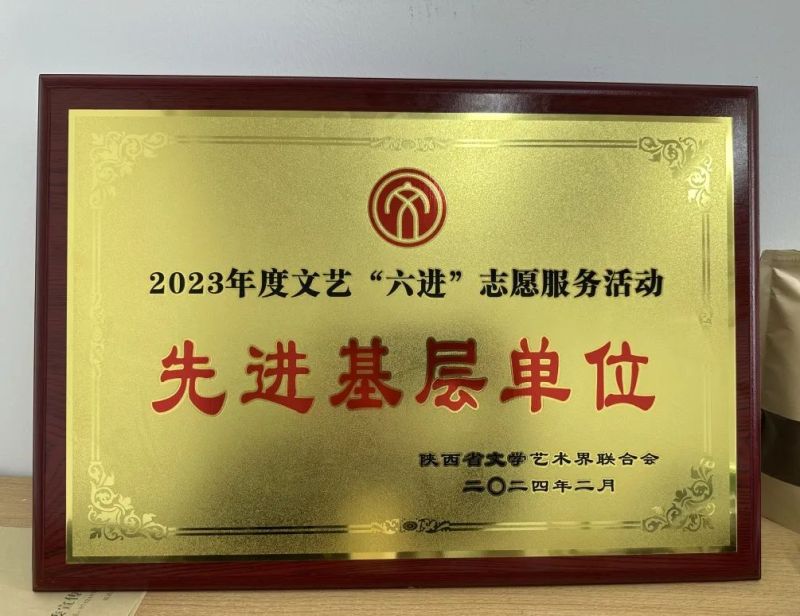 2023年度文艺“六进”志愿服务活动
先进基层单位
陕西省文学艺术界联合会
二〇二四年二月